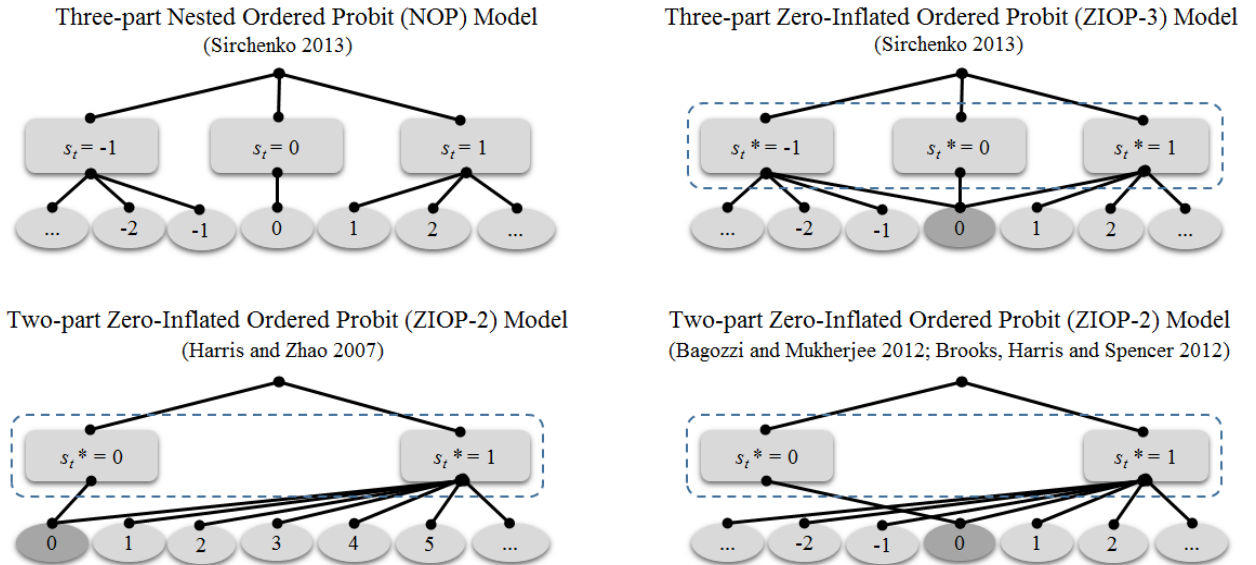 Three-part Nested Ordered Probit (NOP) Model
(Sirchenko 2013)
s_t = -1
s_t = 0
s_t = 1
...
-2
-1
0
1
2
...
Three-part Zero-Inflated Ordered Probit (ZIOP-3) Model
(Sirchenko 2013)
s_t * = -1
s_t * = 0
s_t * = 1
...
-2
-1
0
1
2
...
Two-part Zero-Inflated Ordered Probit (ZIOP-2) Model
(Harris and Zhao 2007)
s_t * = 0
s_t * = 1
0
1
2
3
4
5
...
Two-part Zero-Inflated Ordered Probit (ZIOP-2) Model
(Bagozzi and Mukherjee 2012; Brooks, Harris and Spencer 2012)
s_t * = 0
s_t * = 1
...
-2
-1
0
1
2
...